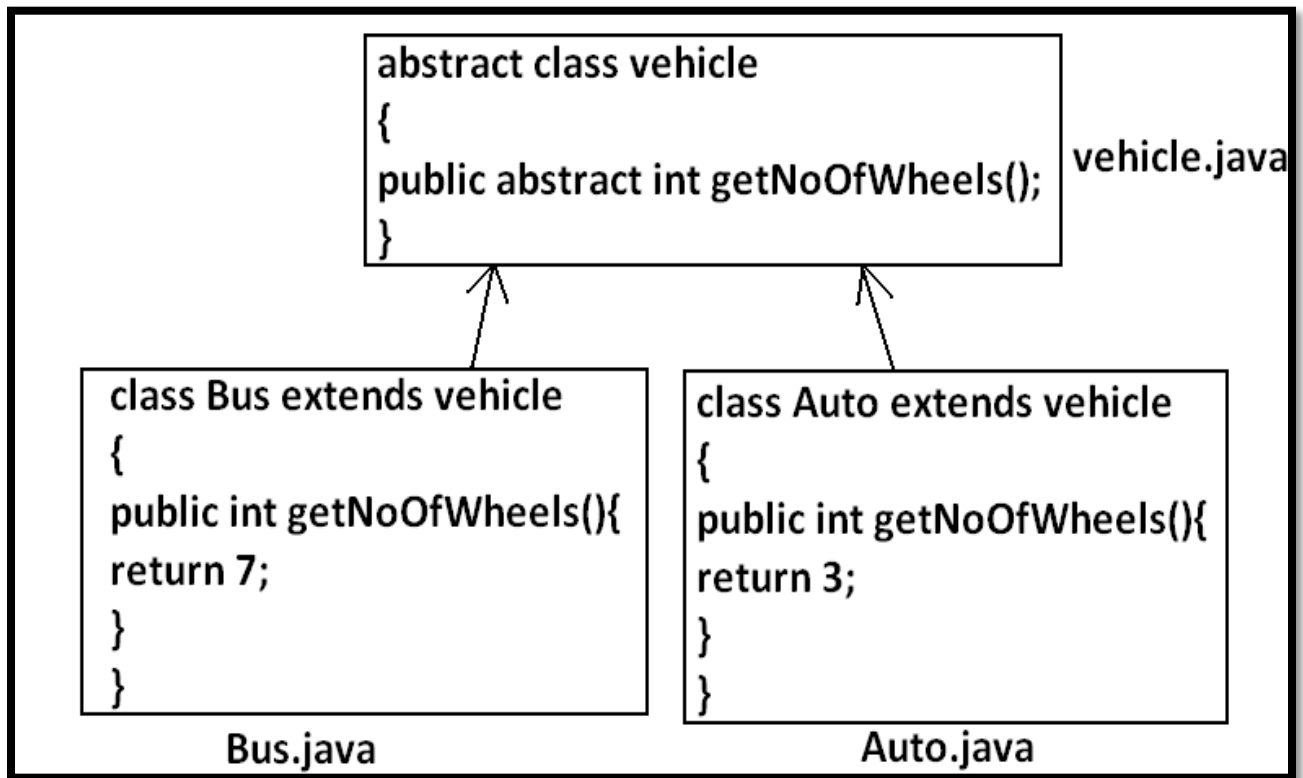 abstract class vehicle
{
public abstract int getNoOfWheels();
}
vehicle.java
class Bus extends vehicle
{
public int getNoOfWheels(){
return 7;
}
}
Bus.java
class Auto extends vehicle
{
public int getNoOfWheels(){
return 3;
}
}
Auto.java